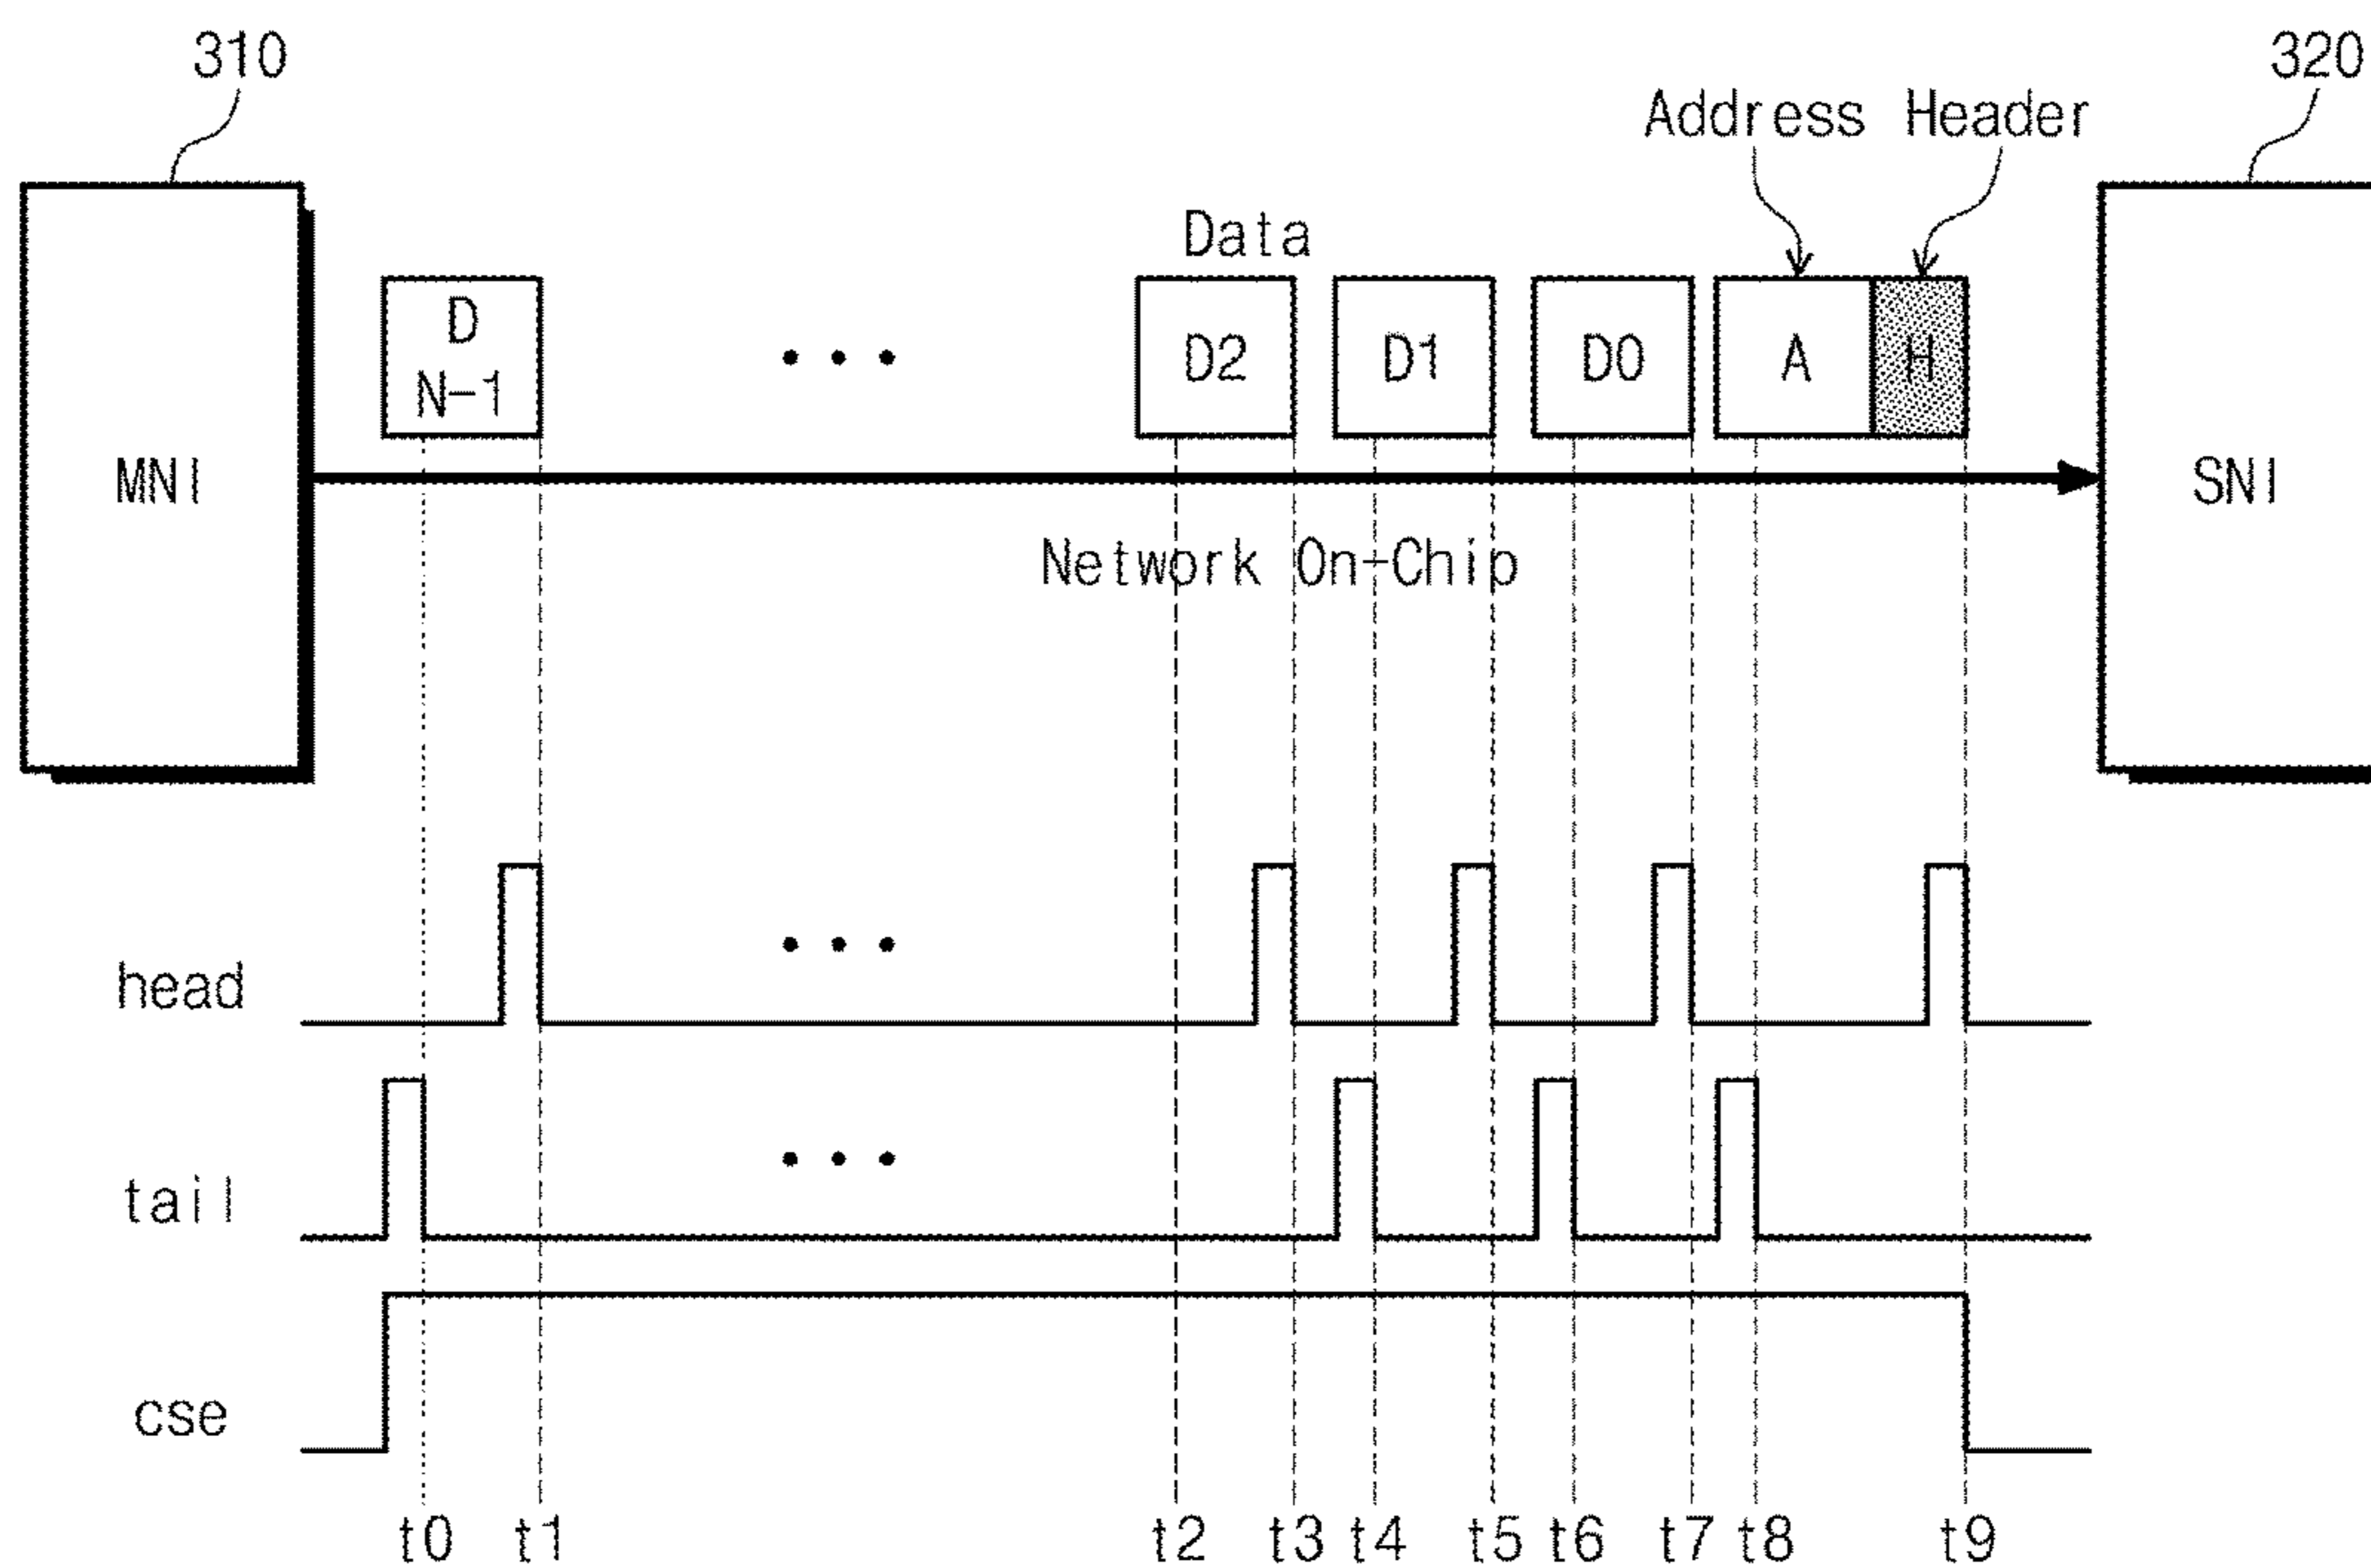 310
320
Address Header
Data
D
N-1
D2
D1
D0
A
H
MNI
SNI
Network On-Chip
head
tail
cse
t0 t1 t2 t3 t4 t5 t6 t7 t8 t9